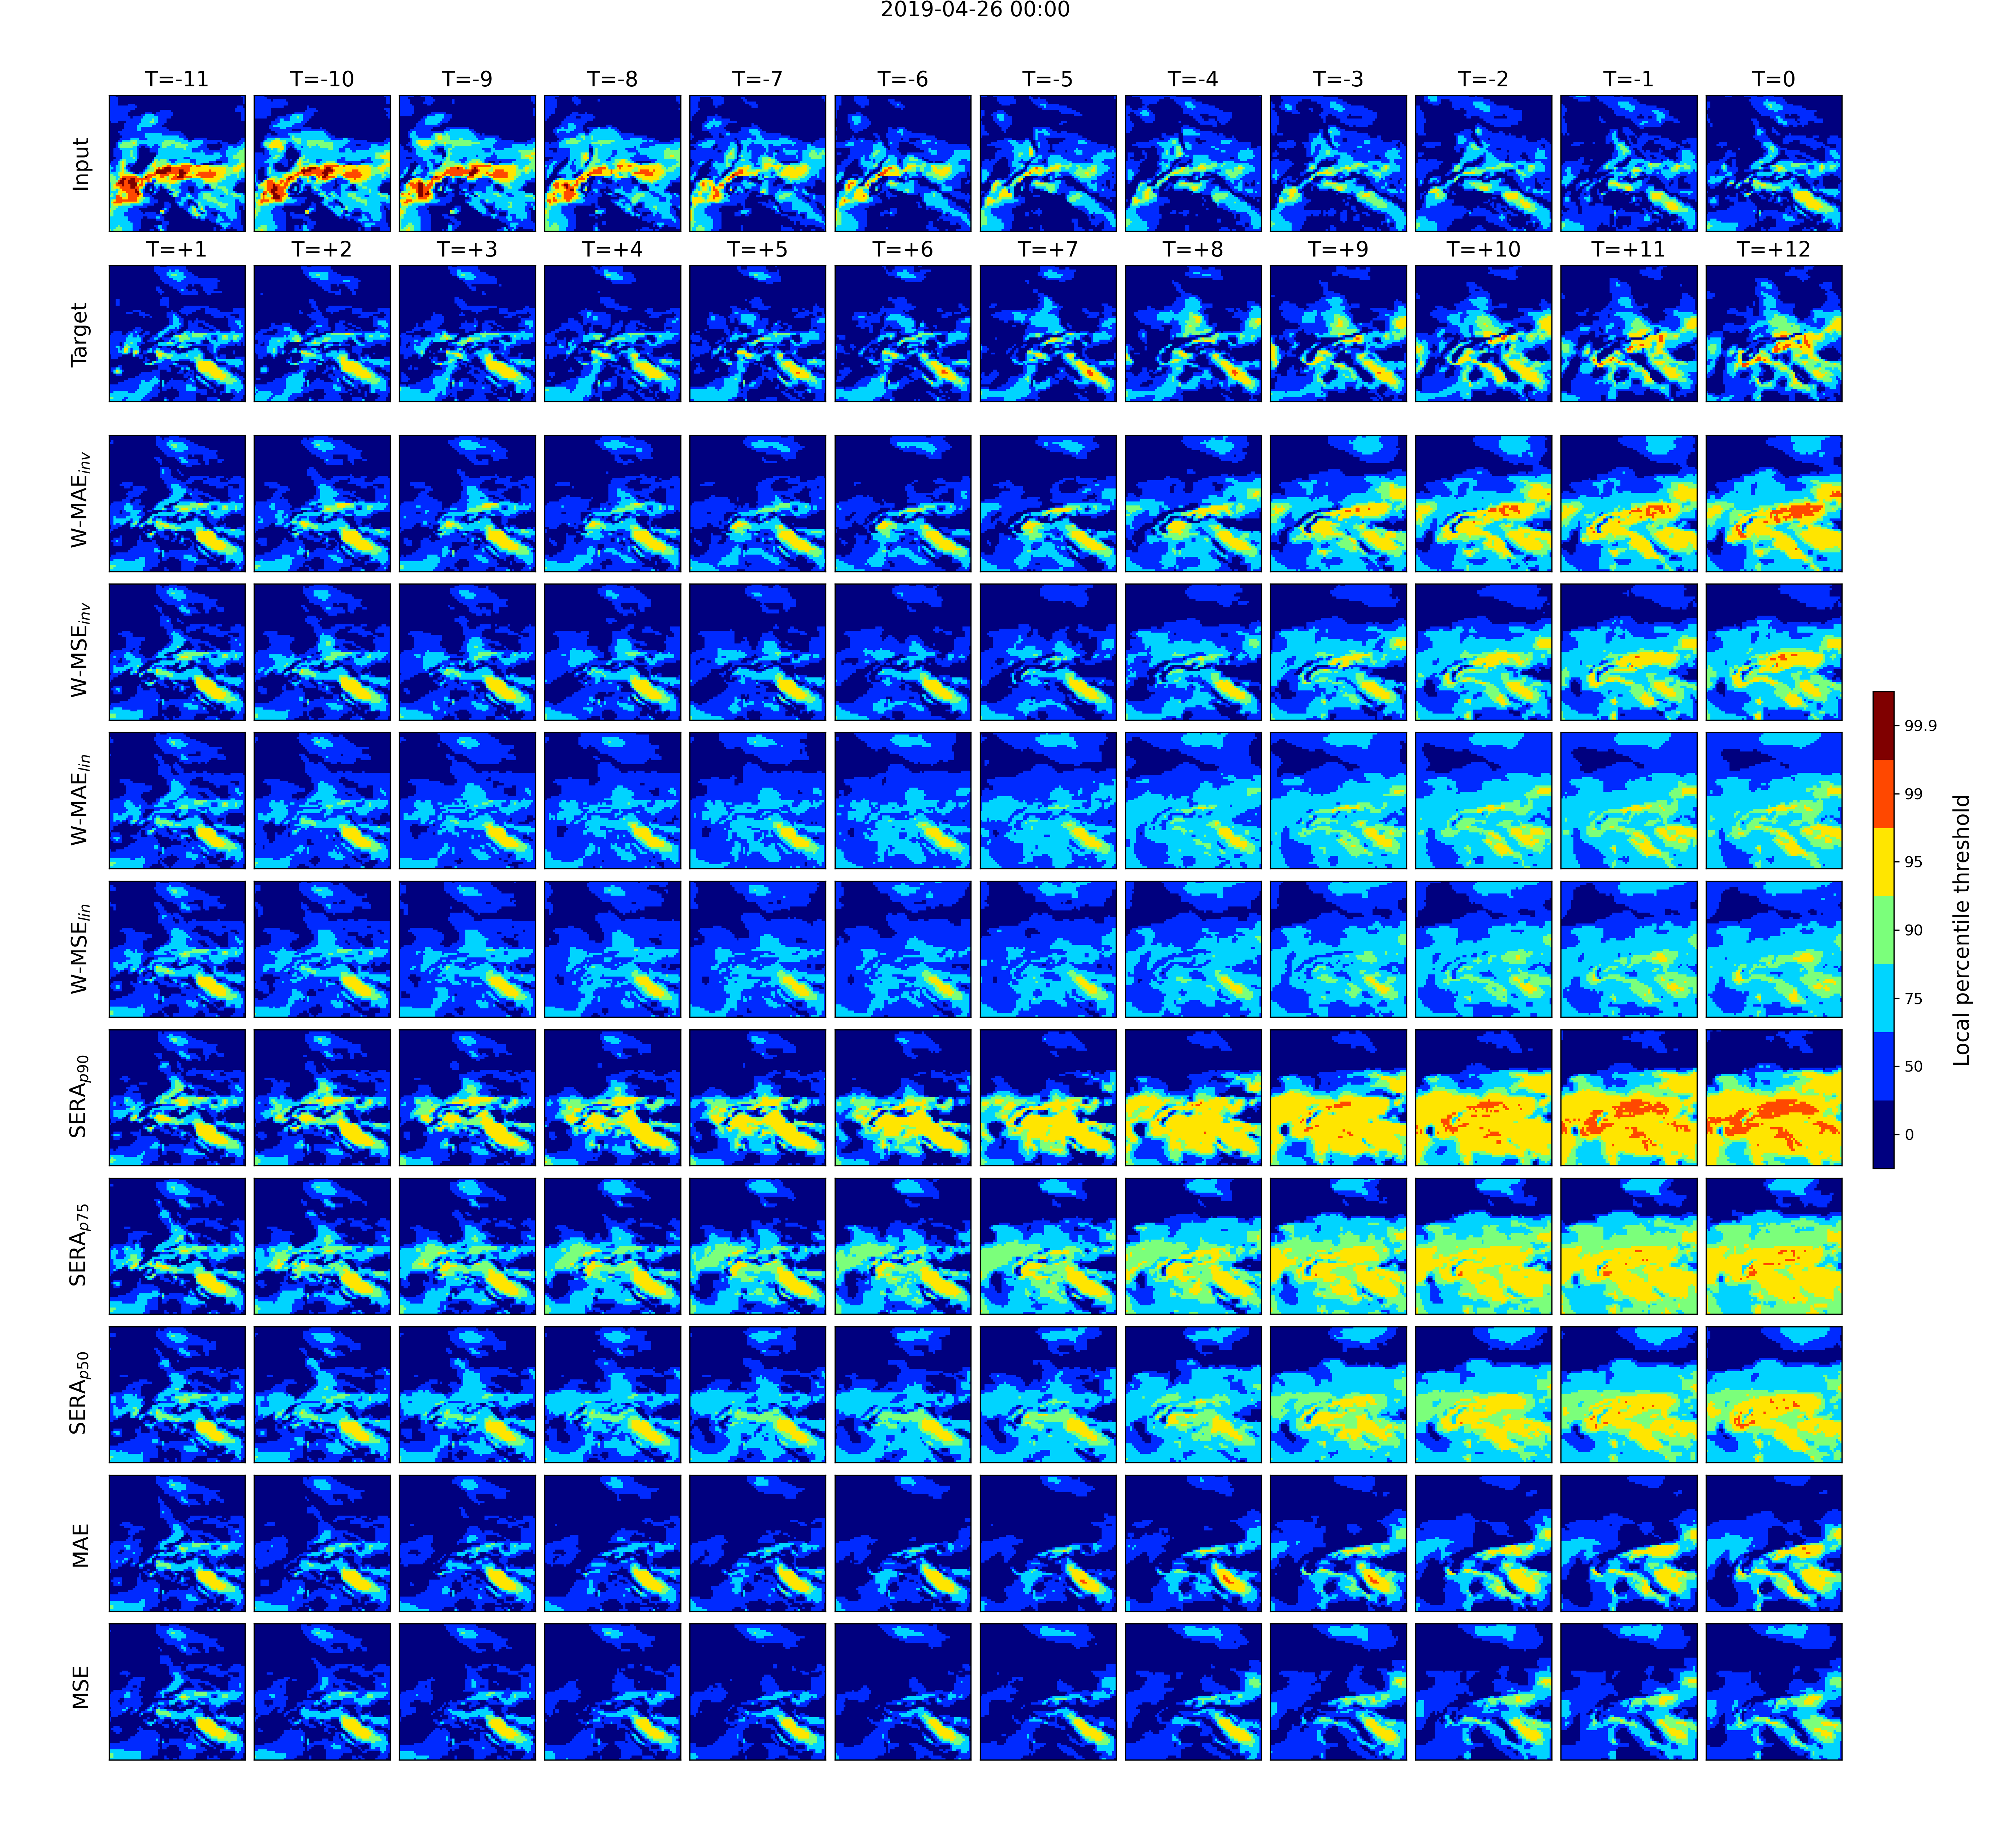 2019-04-26 00:00
T=-11 T=-10 T=-9 T=-8 T=-7 T=-6 T=-5 T=-4 T=-3 T=-2 T=-1 T=0
Input
T=+1 T=+2 T=+3 T=+4 T=+5 T=+6 T=+7 T=+8 T=+9 T=+10 T=+11 T=+12
Target
W-MAEinv
W-MSEinv
W-MAElin
W-MSElin
SERAp90
SERAp75
SERAp50
MAE
MSE
99.9
99
95
90
75
50
0
Local percentile threshold